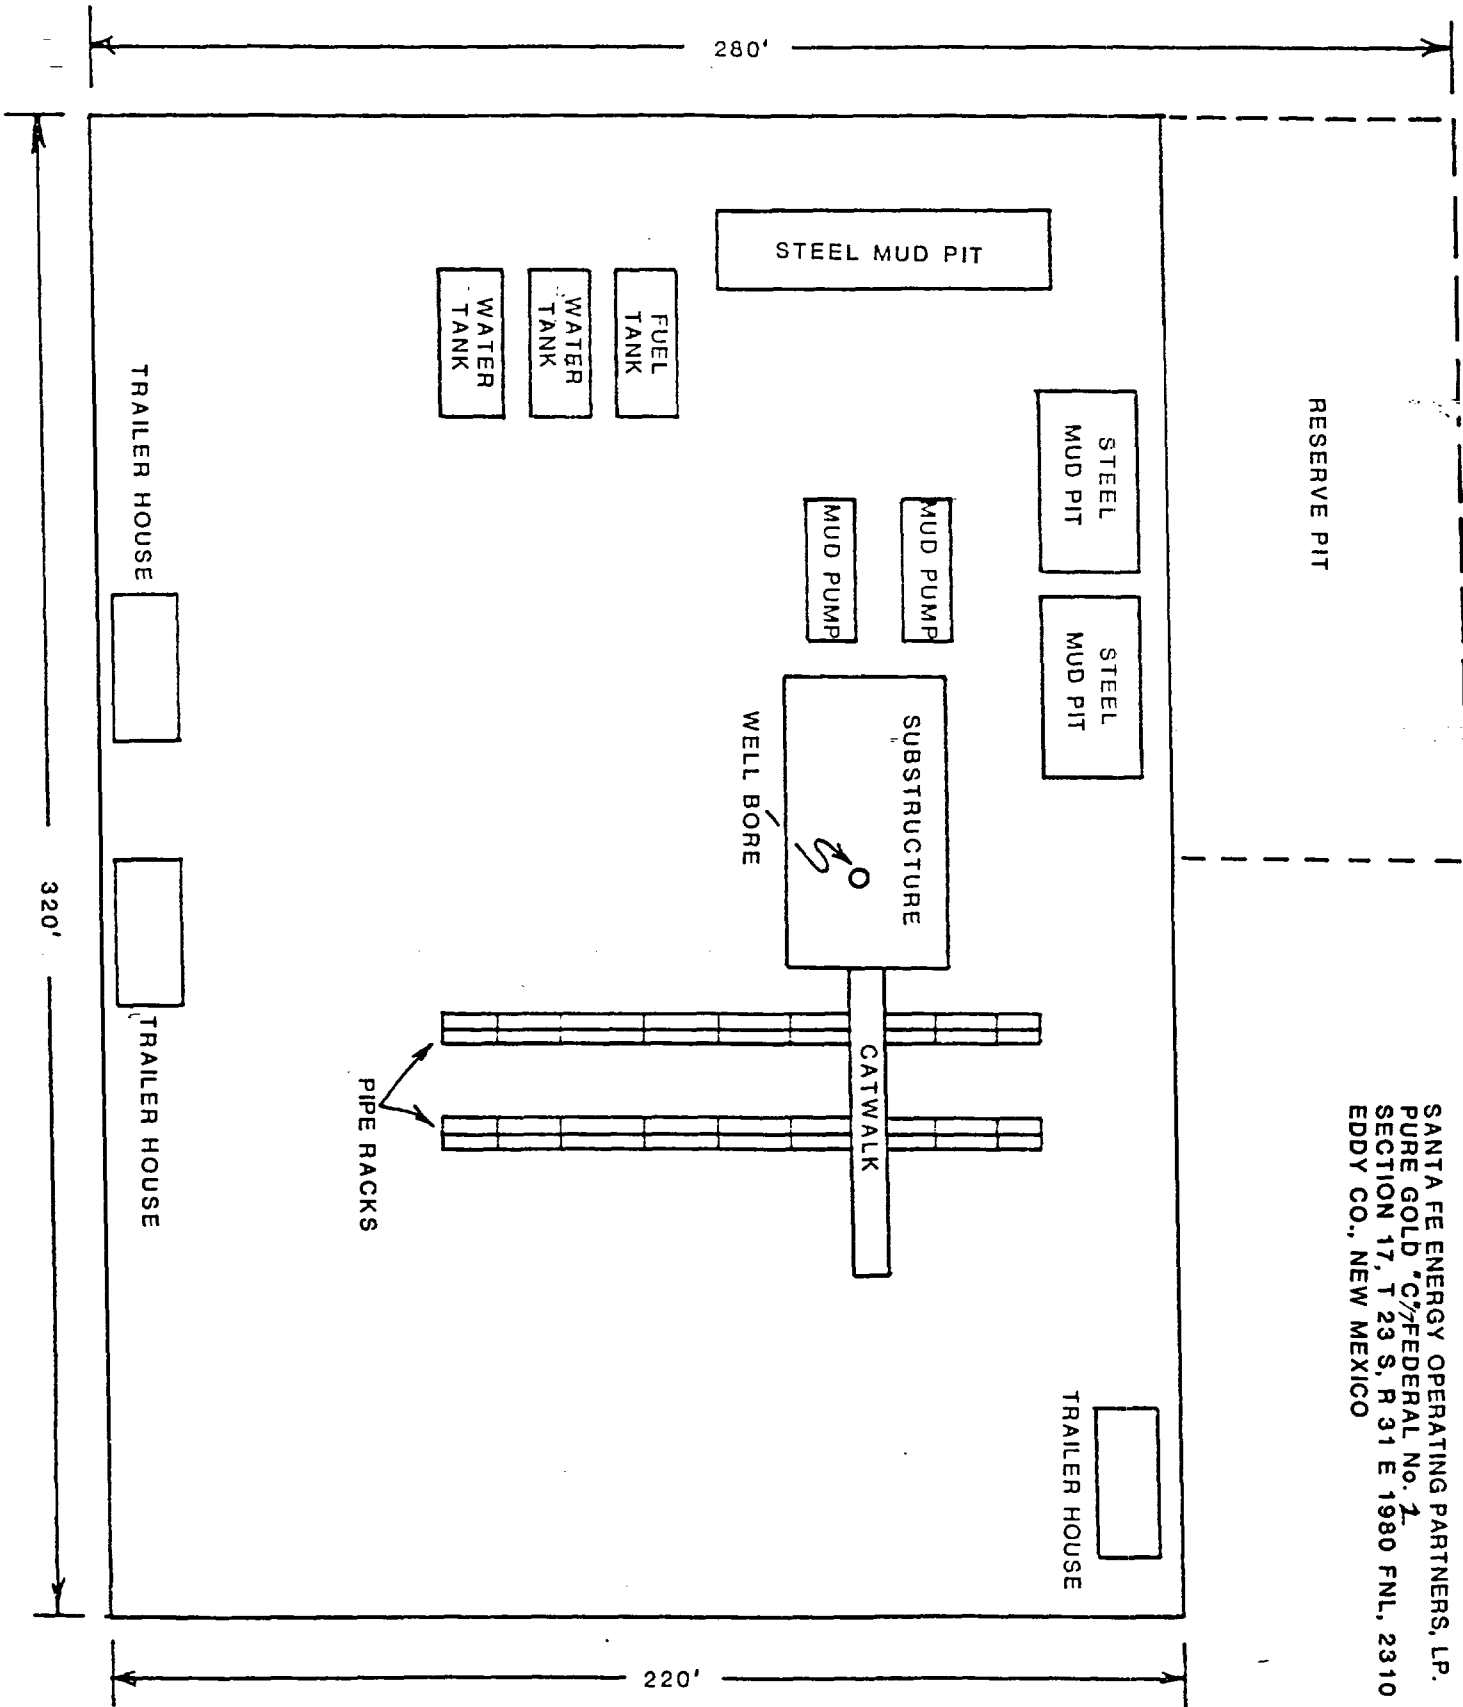 280'
STEEL MUD PIT
WATER
TANK
WATER
TANK
FUEL
TANK
STEEL
MUD PIT
RESERVE PIT
TRAILER HOUSE
MUD PUMP
MUD PUMP
STEEL
MUD PIT
SUBSTRUCTURE
WELL BORE
320'
TRAILER HOUSE
CATWALK
PIPE RACKS
TRAILER HOUSE
SANTA FE ENERGY OPERATING PARTNERS, LP.
PURE GOLD "C" 17 FEDERAL No. 2
SECTION 17, T 23 S, R 31 E 1980 FNL, 2310
EDDY CO., NEW MEXICO
220'